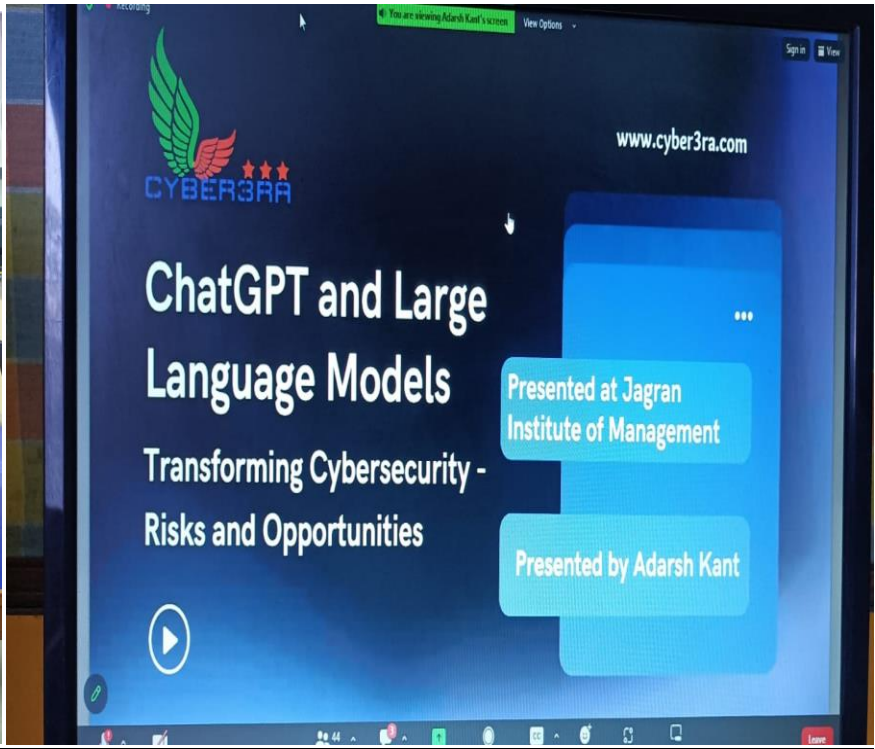 Recording
You are viewing Adarsh Kant's screen
View Options
Sign in
View
CYBER3RA
www.cyber3ra.com
ChatGPT and Large
Language Models
Transforming Cybersecurity -
Risks and Opportunities
Presented at Jagran
Institute of Management
Presented by Adarsh Kant
44
3
CC
Leave